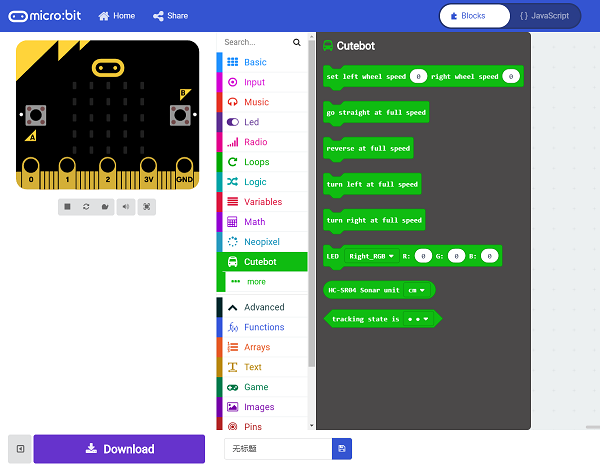 micro:bit
Home
Share
Blocks
{ } JavaScript
A
B
0 1 2 3V GND
Search...
Basic
Input
Music
Led
Radio
Loops
Logic
Variables
Math
Neopixel
Cutebot
more
Advanced
Functions
Arrays
Text
Game
Images
Pins
Cutebot
set left wheel speed 0 right wheel speed 0
go straight at full speed
reverse at full speed
turn left at full speed
turn right at full speed
LED Right_RGB R: 0 G: 0 B: 0
HC-SR04 Sonar unit cm
tracking state is ● ●
Download
无标题